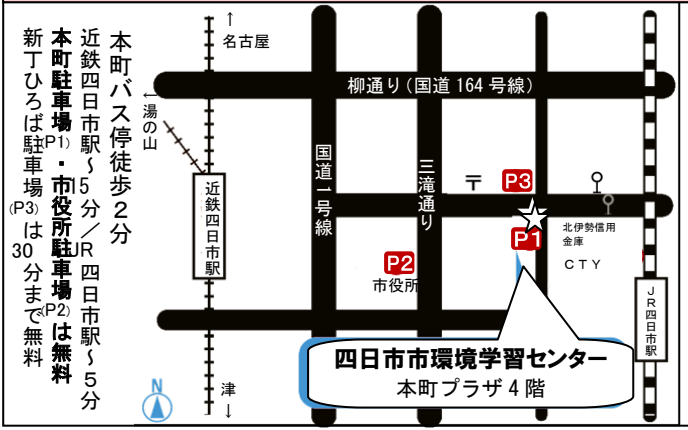 本町バス停徒歩２分
近鉄四日市駅～15分／JR四日市駅～５分
本町駐車場(P1)・市役所駐車場(P2)は無料
新丁ひろば駐車場(P3)は30分まで無料
↑
名古屋
柳通り（国道164号線）
←湯の山
国道１号線
三滝通り
〒
P3
近鉄四日市駅
P1
北伊勢信用
金庫
CTY
P2
市役所
JR四日市駅
四日市市環境学習センター
本町プラザ４階
N
津
↓